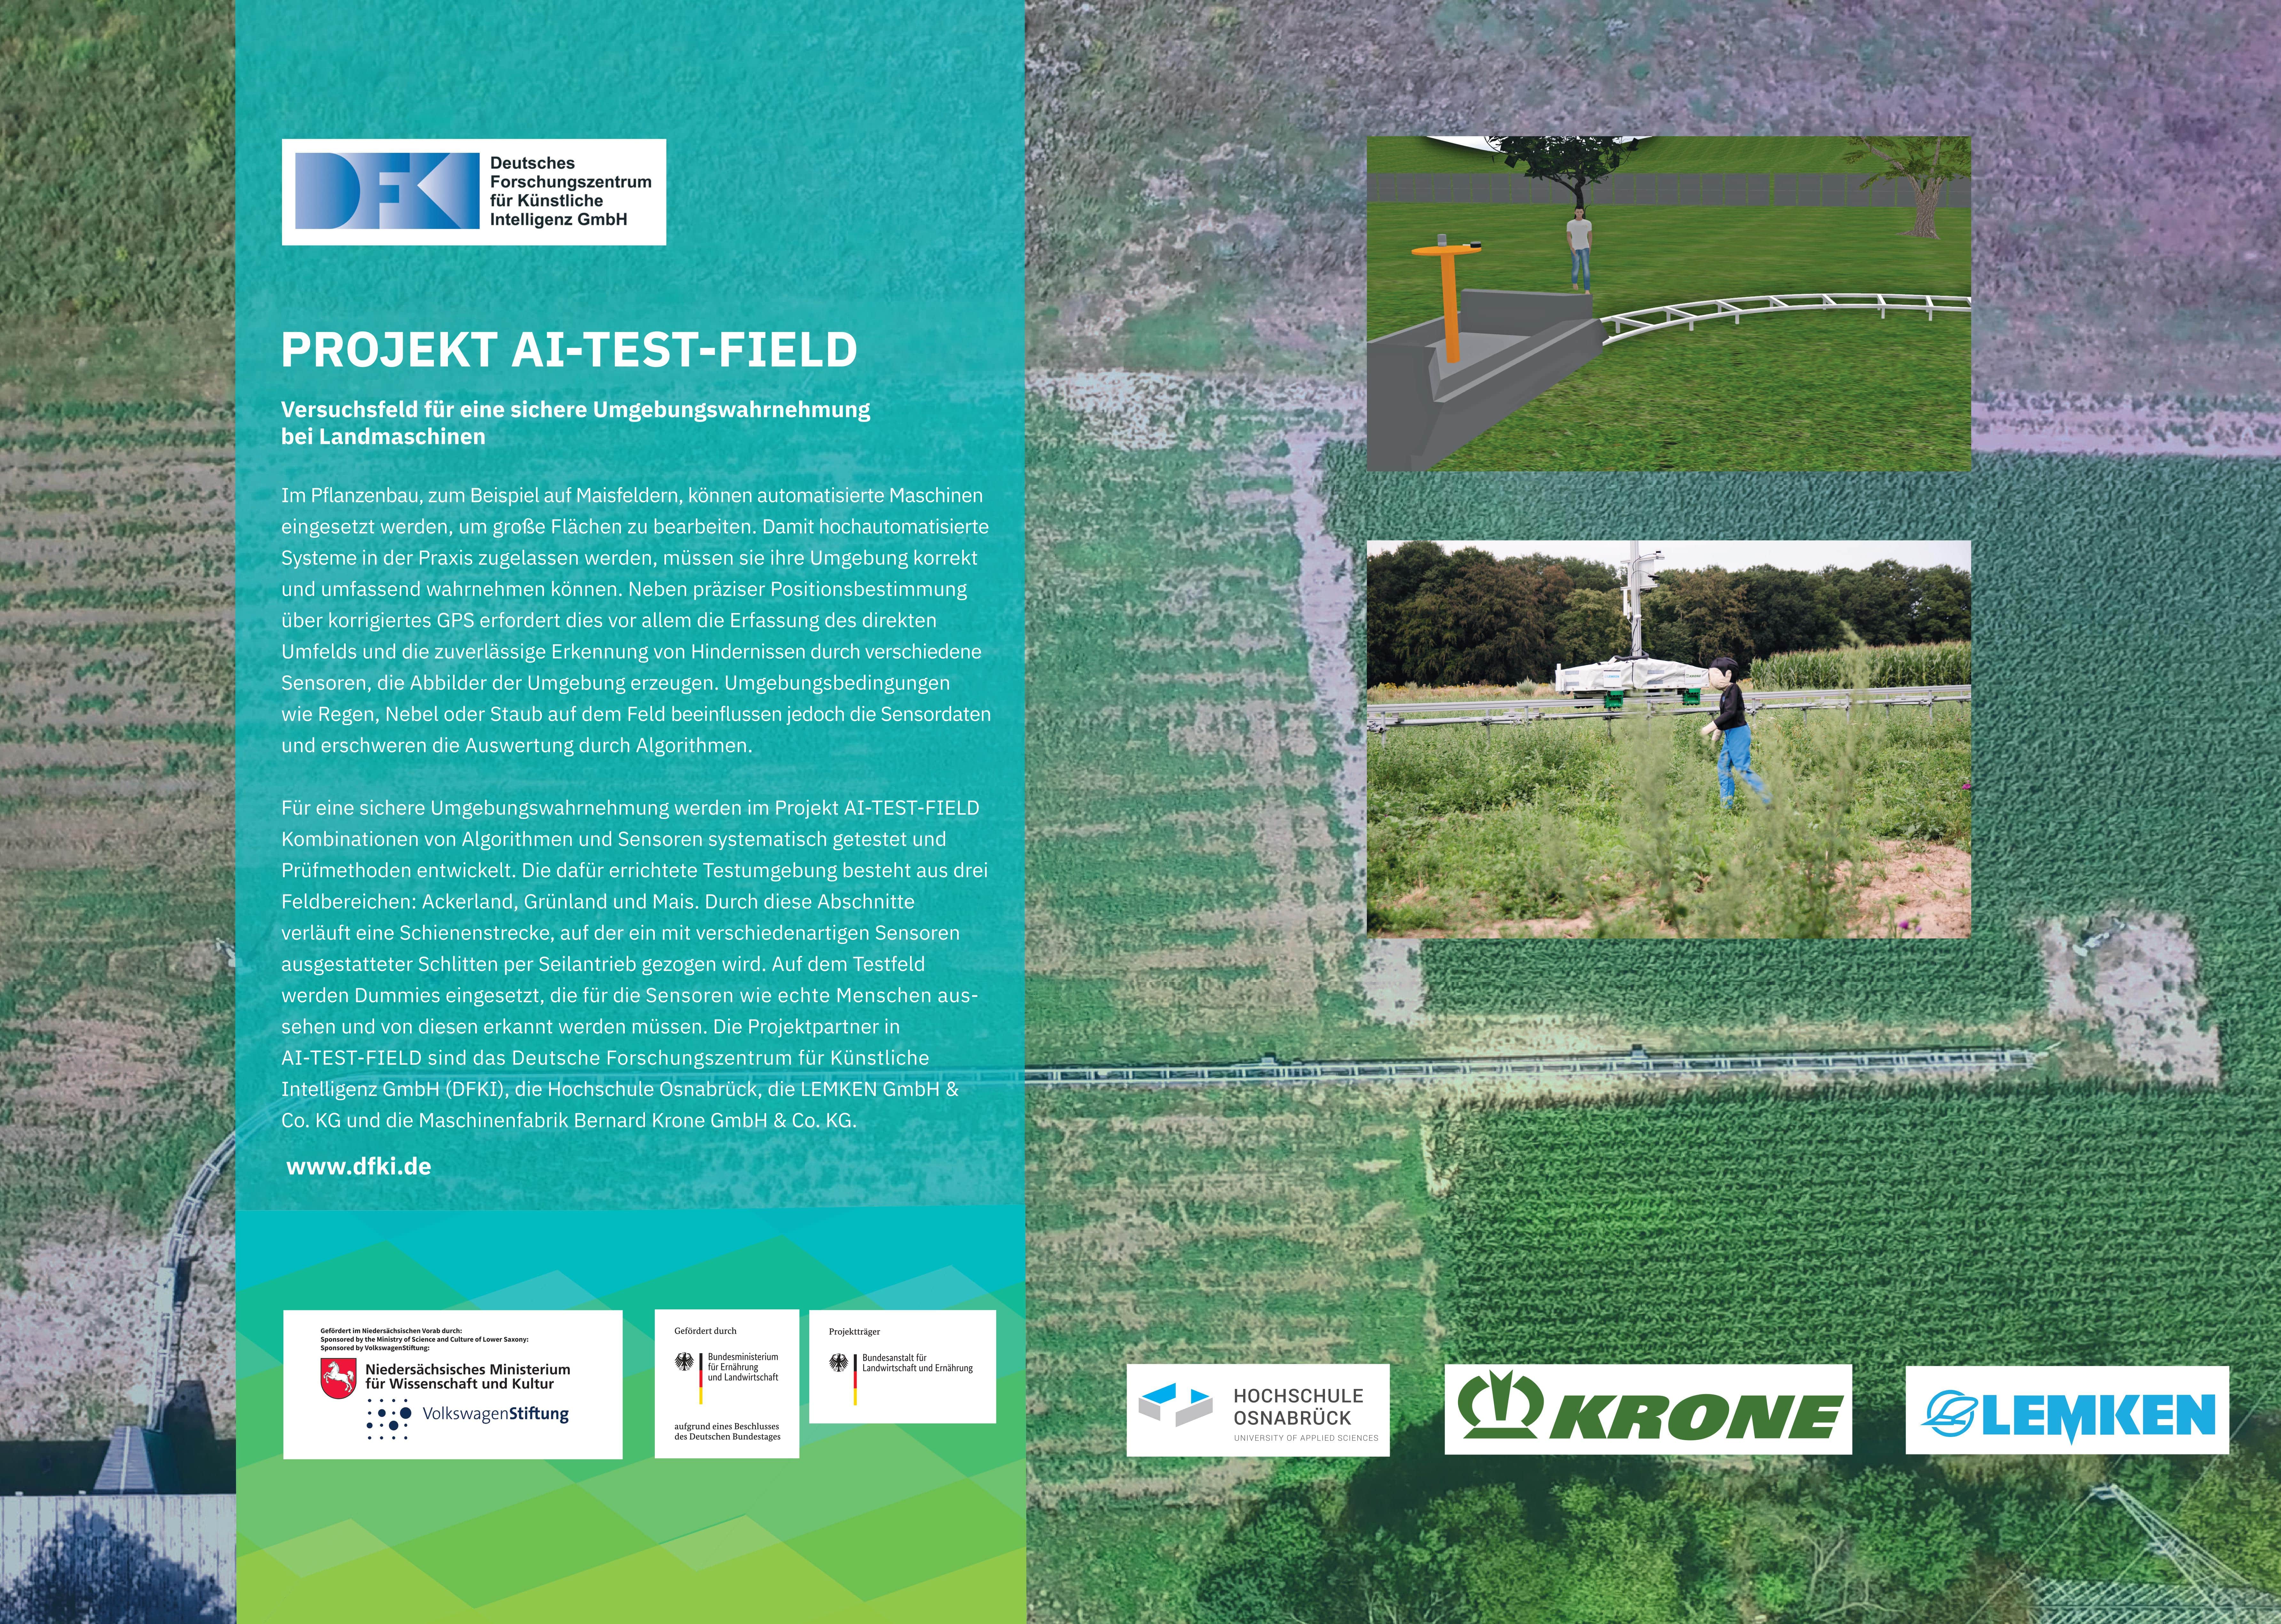 DFKI
Deutsches
Forschungszentrum
für Künstliche
Intelligenz GmbH
PROJEKT AI-TEST-FIELD
Versuchsfeld für eine sichere Umgebungswahrnehmung
bei Landmaschinen
Im Pflanzenbau, zum Beispiel auf Maisfeldern, können automatisierte Maschinen
eingesetzt werden, um große Flächen zu bearbeiten. Damit hochautomatisierte
Systeme in der Praxis zugelassen werden, müssen sie ihre Umgebung korrekt
und umfassend wahrnehmen können. Neben präziser Positionsbestimmung
über korrigiertes GPS erfordert dies vor allem die Erfassung des direkten
Umfelds und die zuverlässige Erkennung von Hindernissen durch verschiedene
Sensoren, die Abbilder der Umgebung erzeugen. Umgebungsbedingungen
wie Regen, Nebel oder Staub auf dem Feld beeinflussen jedoch die Sensordaten
und erschweren die Auswertung durch Algorithmen.
Für eine sichere Umgebungswahrnehmung werden im Projekt AI-TEST-FIELD
Kombinationen von Algorithmen und Sensoren systematisch getestet und
Prüfmethoden entwickelt. Die dafür errichtete Testumgebung besteht aus drei
Feldbereichen: Ackerland, Grünland und Mais. Durch diese Abschnitte
verläuft eine Schienenstrecke, auf der ein mit verschiedenartigen Sensoren
ausgestatteter Schlitten per Seilantrieb gezogen wird. Auf dem Testfeld
werden Dummies eingesetzt, die für die Sensoren wie echte Menschen aus-
sehen und von diesen erkannt werden müssen. Die Projektpartner in
AI-TEST-FIELD sind das Deutsche Forschungszentrum für Künstliche
Intelligenz GmbH (DFKI), die Hochschule Osnabrück, die LEMKEN GmbH &
Co. KG und die Maschinenfabrik Bernard Krone GmbH & Co. KG.
www.dfki.de
Gefördert im Niedersächsischen Vorab durch:
Sponsored by the Ministry of Science and Culture of Lower Saxony:
Sponsored by VolkswagenStiftung:
Niedersächsisches Ministerium
für Wissenschaft und Kultur
VolkswagenStiftung
Gefördert durch
Bundesministerium
für Ernährung
und Landwirtschaft
aufgrund eines Beschlusses
des Deutschen Bundestages
Projektträger
Bundesanstalt für
Landwirtschaft und Ernährung
HOCHSCHULE
OSNABRÜCK
UNIVERSITY OF APPLIED SCIENCES
KRONE
LEMKEN